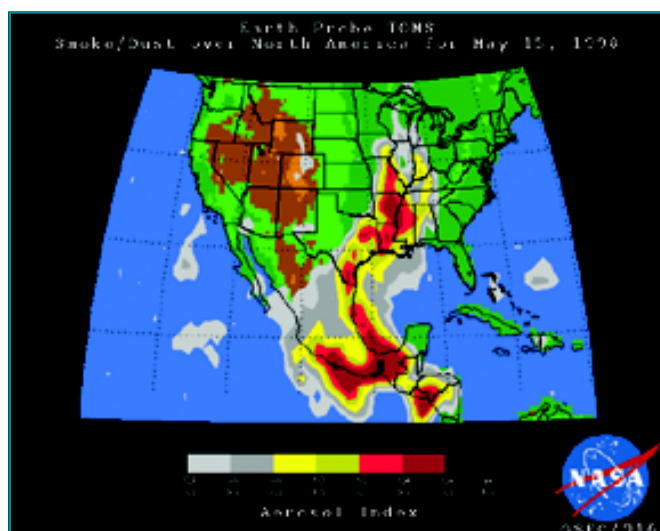 Earth Probe TOMS
Smoke/Dust over North America for May 15, 1998
Aerosol Index
NASA